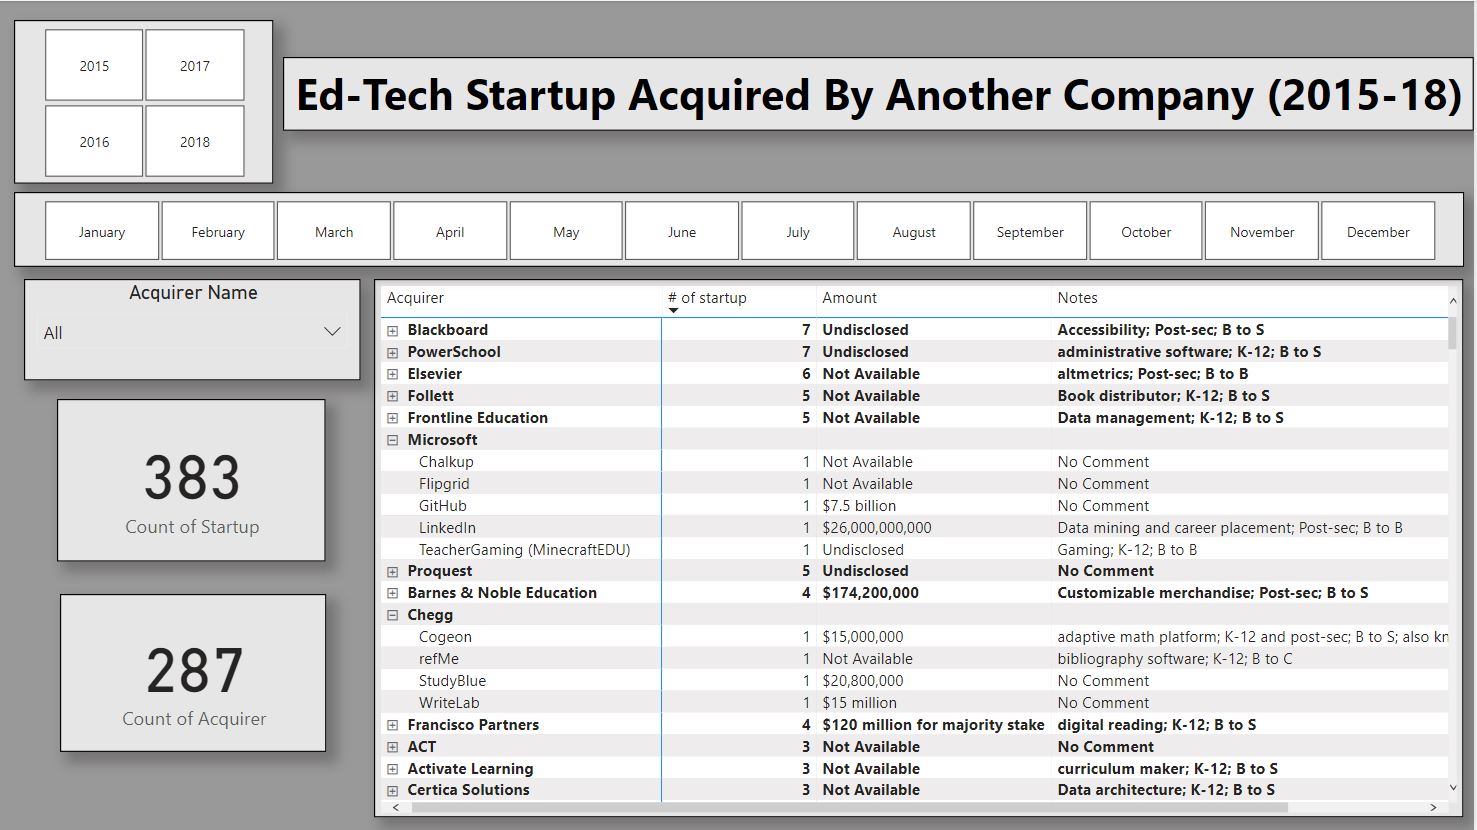 2015 2017
Ed-Tech Startup Acquired By Another Company (2015-18)
2016 2018
January February March April May June July August September October November December
Acquirer Name
All
383
Count of Startup
287
Count of Acquirer
Acquirer # of startup Amount Notes
Blackboard 7 Undisclosed Accessibility; Post-sec; B to S
PowerSchool 7 Undisclosed administrative software; K-12; B to S
Elsevier 6 Not Available altmetrics; Post-sec; B to B
Follett 5 Not Available Book distributor; K-12; B to S
Frontline Education 5 Not Available Data management; K-12; B to S
Microsoft
Chalkup 1 Not Available No Comment
Flipgrid 1 Not Available No Comment
GitHub 1 $7.5 billion No Comment
LinkedIn 1 $26,000,000,000 Data mining and career placement; Post-sec; B to B
TeacherGaming (MinecraftEDU) 1 Undisclosed Gaming; K-12; B to B
Proquest 5 Undisclosed No Comment
Barnes & Noble Education 4 $174,200,000 Customizable merchandise; Post-sec; B to S
Chegg
Cogeon 1 $15,000,000 adaptive math platform; K-12 and post-sec; B to S; also kn
refMe 1 Not Available bibliography software; K-12; B to C
StudyBlue 1 $20,800,000 No Comment
WriteLab 1 $15 million No Comment
Francisco Partners 4 $120 million for majority stake digital reading; K-12; B to S
ACT 3 Not Available No Comment
Activate Learning 3 Not Available curriculum maker; K-12; B to S
Certica Solutions 3 Not Available Data architecture; K-12; B to S